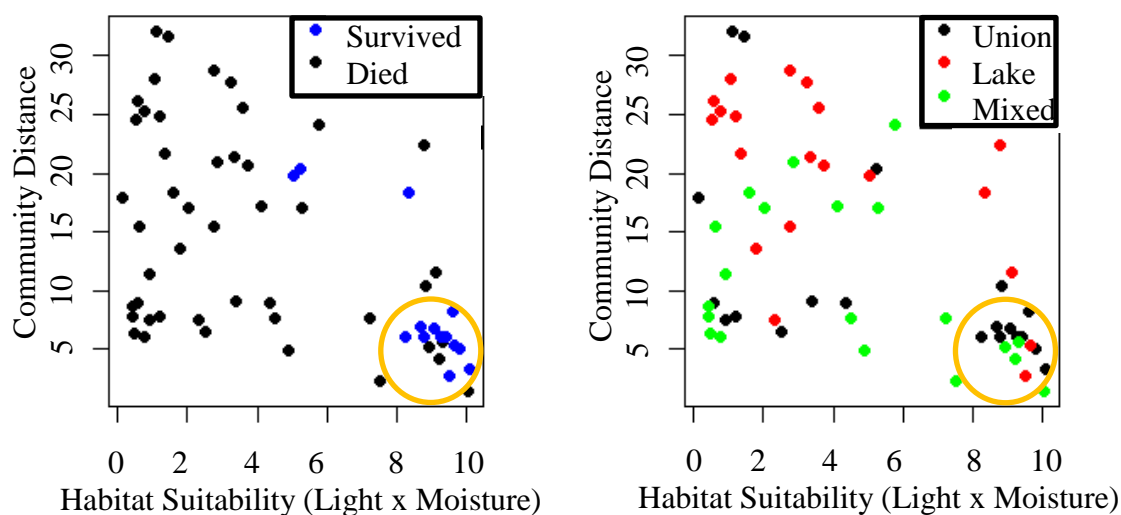 Survived
Died
Community Distance
30
25
20
15
10
5
0
2
4
6
8
10
Habitat Suitability (Light x Moisture)
Union
Lake
Mixed
Community Distance
30
25
20
15
10
5
0
2
4
6
8
10
Habitat Suitability (Light x Moisture)